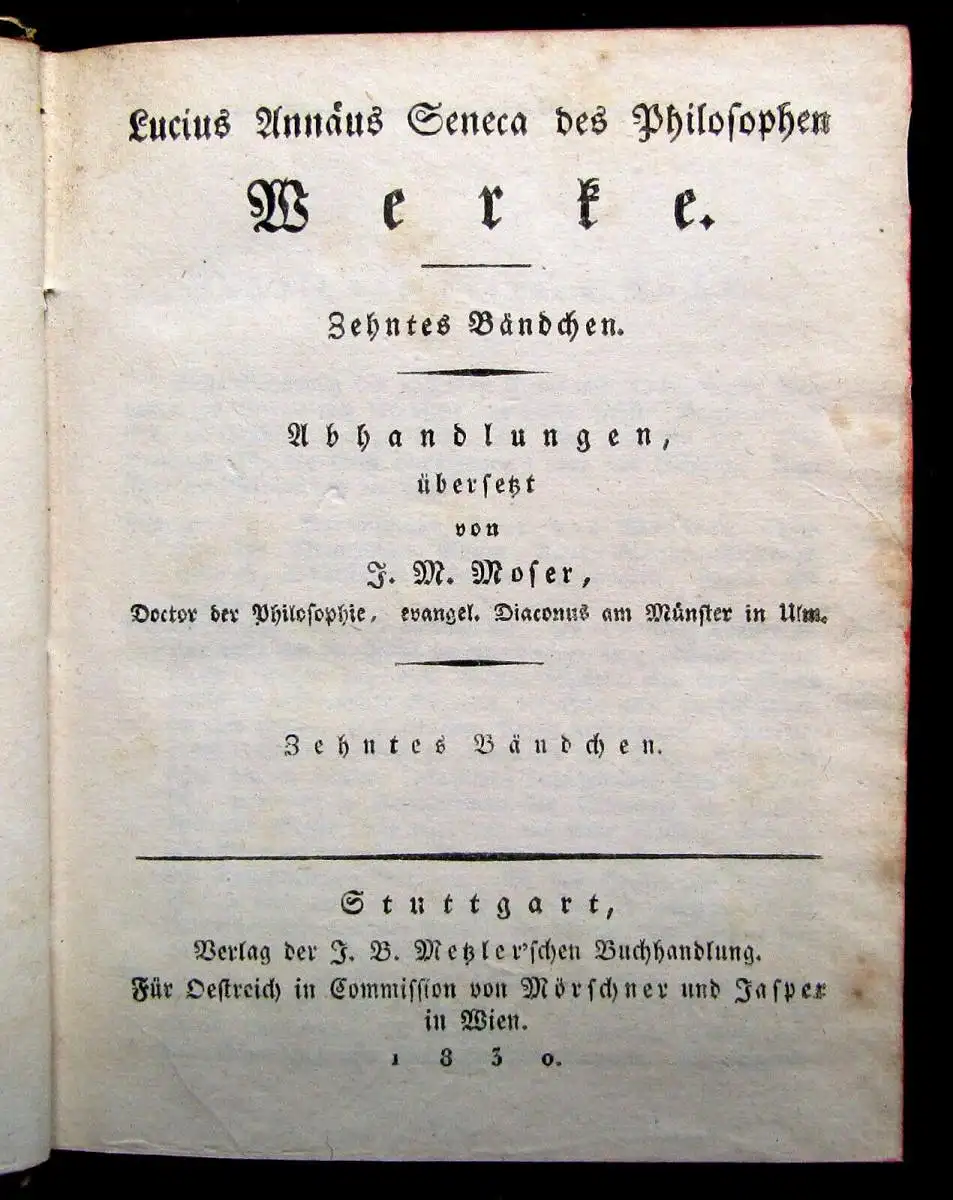 Lucius Annäus Seneca des Philosophen
Werke.
Zehntes Bändchen.
Abhandlungen,
übersetzt
von
J. M. Moser,
Doctor der Philosophie, evangel. Diaconus am Münster in Ulm.
Zehntes Bändchen.
Stuttgart,
Verlag der J. B. Metzler'schen Buchhandlung.
Für Oestreich in Commission von Mörschner und Jasper
in Wien.
1830.